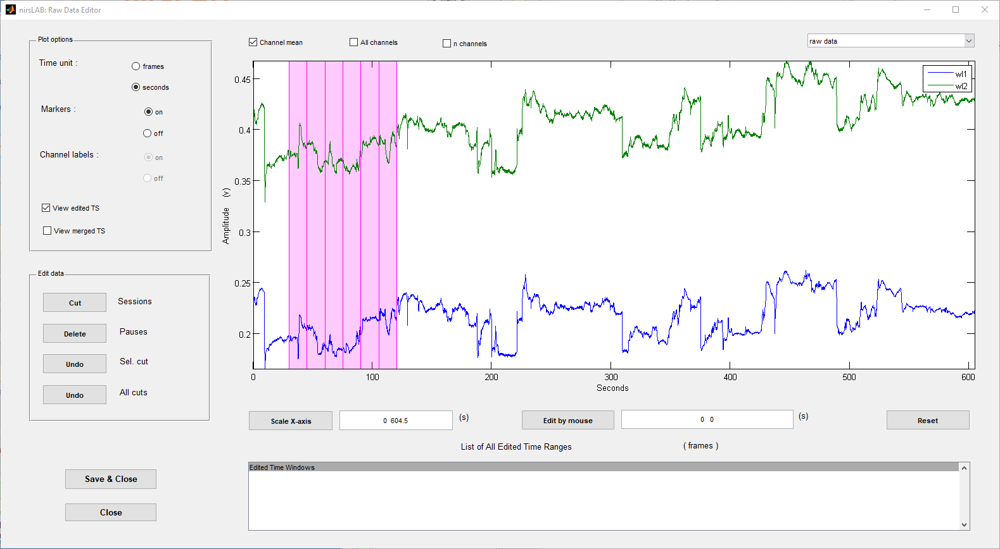 nirsLAB: Raw Data Editor
Plot options
Time unit :
frames
seconds
Markers :
on
off
Channel labels :
on
off
View edited TS
View merged TS
Edit data
Cut Sessions
Delete Pauses
Undo Sel. cut
Undo All cuts
Save & Close
Close
Channel mean All channels n channels raw data
wl1
wl2
0.45
0.4
0.35
0.3
0.25
0.2
Amplitude (v)
0 100 200 300 400 500 600
Seconds
Scale X-axis 0 604.5 (s) Edit by mouse 0 0 (s) Reset
List of All Edited Time Ranges ( frames )
Edited Time Windows